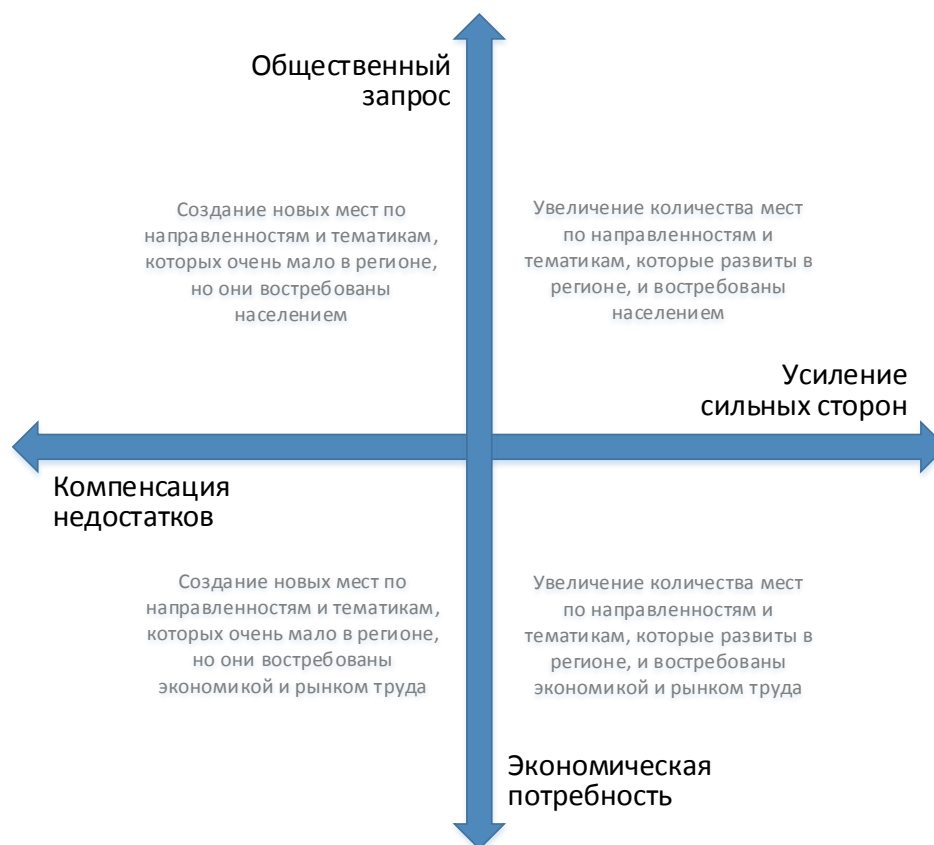 Общественный
запрос
Создание новых мест по
направленностям и тематикам,
которых очень мало в регионе,
но они востребованы
населением
Увеличение количества мест
по направленностям и
тематикам, которые развиты в
регионе, и востребованы
населением
Усиление
сильных сторон
Компенсация
недостатков
Создание новых мест по
направленностям и тематикам,
которых очень мало в регионе,
но они востребованы
экономикой и рынком труда
Увеличение количества мест
по направленностям и
тематикам, которые развиты в
регионе, и востребованы
экономикой и рынком труда
Экономическая
потребность